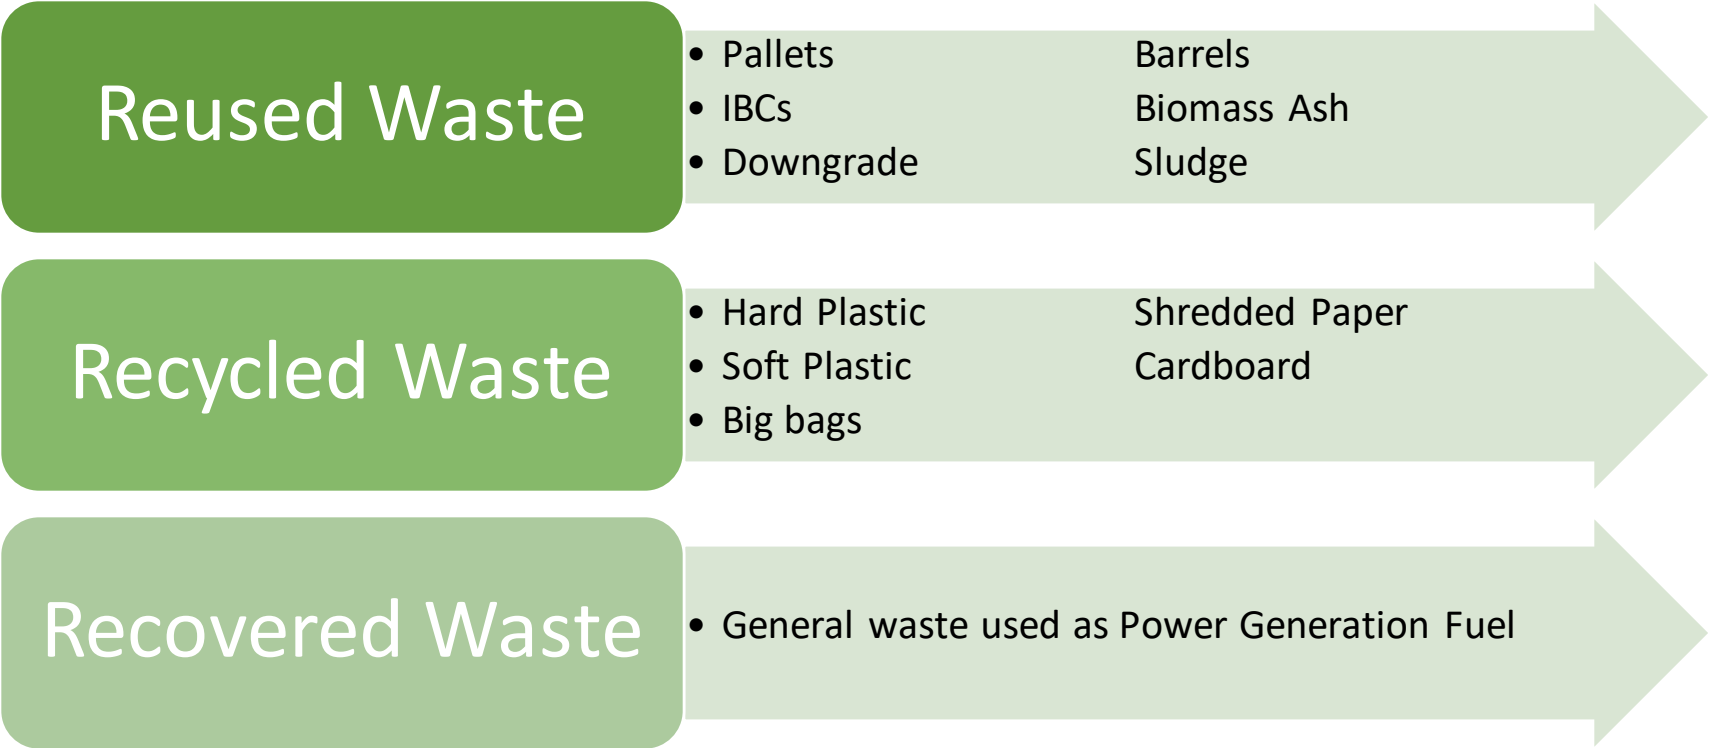 Reused Waste
• Pallets Barrels
• IBCs Biomass Ash
• Downgrade Sludge
Recycled Waste
• Hard Plastic Shredded Paper
• Soft Plastic Cardboard
• Big bags
Recovered Waste
• General waste used as Power Generation Fuel